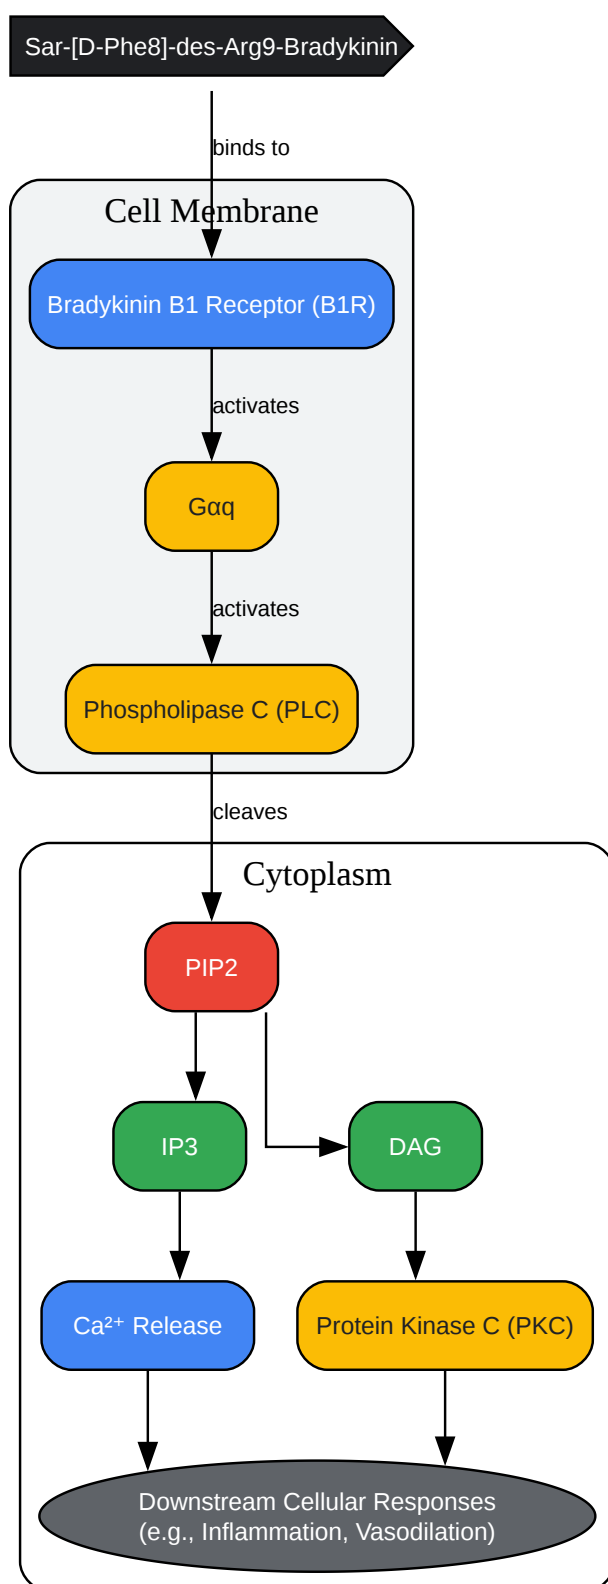 Sar-[D-Phe8]-des-Arg9-Bradykinin
binds to
Cell Membrane
Bradykinin B1 Receptor (B1R)
activates
Gαq
activates
Phospholipase C (PLC)
cleaves
Cytoplasm
PIP2
IP3
DAG
Ca²⁺ Release
Protein Kinase C (PKC)
Downstream Cellular Responses
(e.g., Inflammation, Vasodilation)